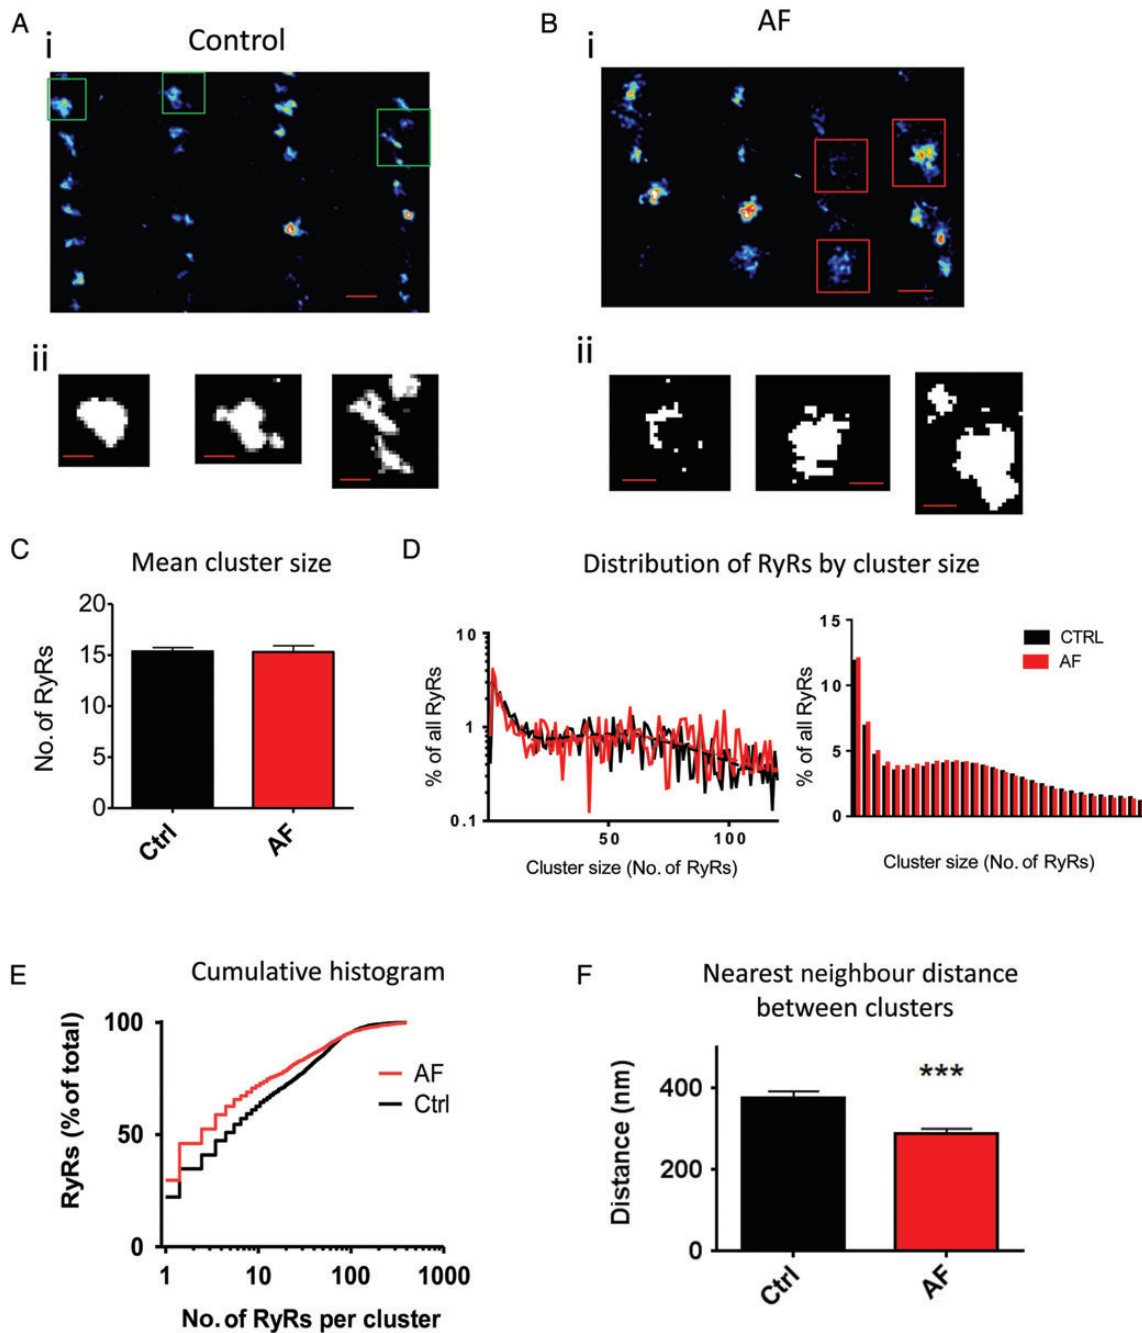 A
i
Control
B
AF
i
ii
ii
C
Mean cluster size
No. of RyRs
20
15
10
5
0
Ctrl
AF
D
Distribution of RyRs by cluster size
% of all RyRs
10
1
0.1
50
100
Cluster size (No. of RyRs)
% of all RyRs
15
10
5
0
CTRL
AF
Cluster size (No. of RyRs)
E
Cumulative histogram
RyRs (% of total)
100
50
0
AF
Ctrl
1
10
100
1000
No. of RyRs per cluster
F
Nearest neighbour distance
between clusters
Distance (nm)
400
200
0
***
Ctrl
AF